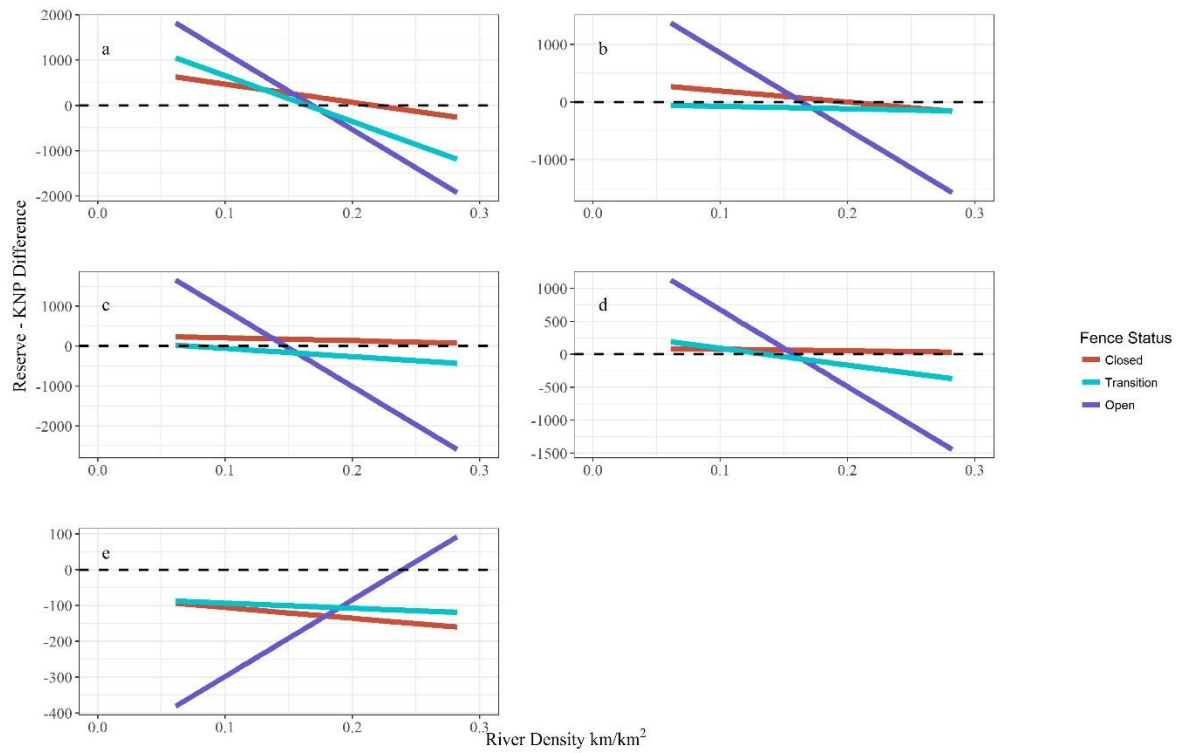 Reserve - KNP Difference
a
2000
1000
0
-1000
-2000
0.0 0.1 0.2 0.3
b
1000
0
-1000
0.0 0.1 0.2 0.3
c
1000
0
-1000
-2000
0.0 0.1 0.2 0.3
d
1000
500
0
-500
-1000
-1500
0.0 0.1 0.2 0.3
e
100
0
-100
-200
-300
-400
0.0 0.1 0.2 0.3
River Density km/km²
Fence Status
Closed
Transition
Open